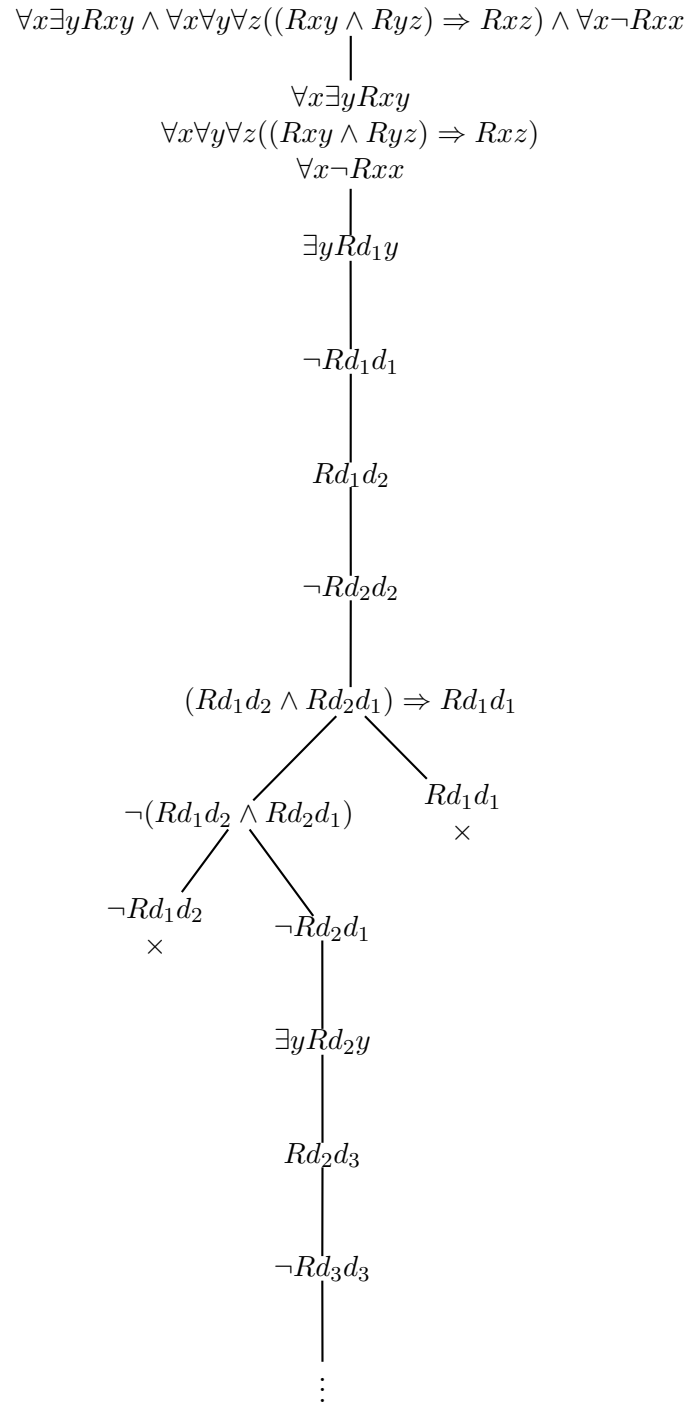 ∀x∃yRxy ∧ ∀x∀y∀z((Rxy ∧ Ryz) ⇒ Rxz) ∧ ∀x¬Rxx
∀x∃yRxy
∀x∀y∀z((Rxy ∧ Ryz) ⇒ Rxz)
∀x¬Rxx
∃yRd₁y
¬Rd₁d₁
Rd₁d₂
¬Rd₂d₂
(Rd₁d₂ ∧ Rd₂d₁) ⇒ Rd₁d₁
¬(Rd₁d₂ ∧ Rd₂d₁)
Rd₁d₁
×
¬Rd₁d₂
×
¬Rd₂d₁
∃yRd₂y
Rd₂d₃
¬Rd₃d₃
⋮